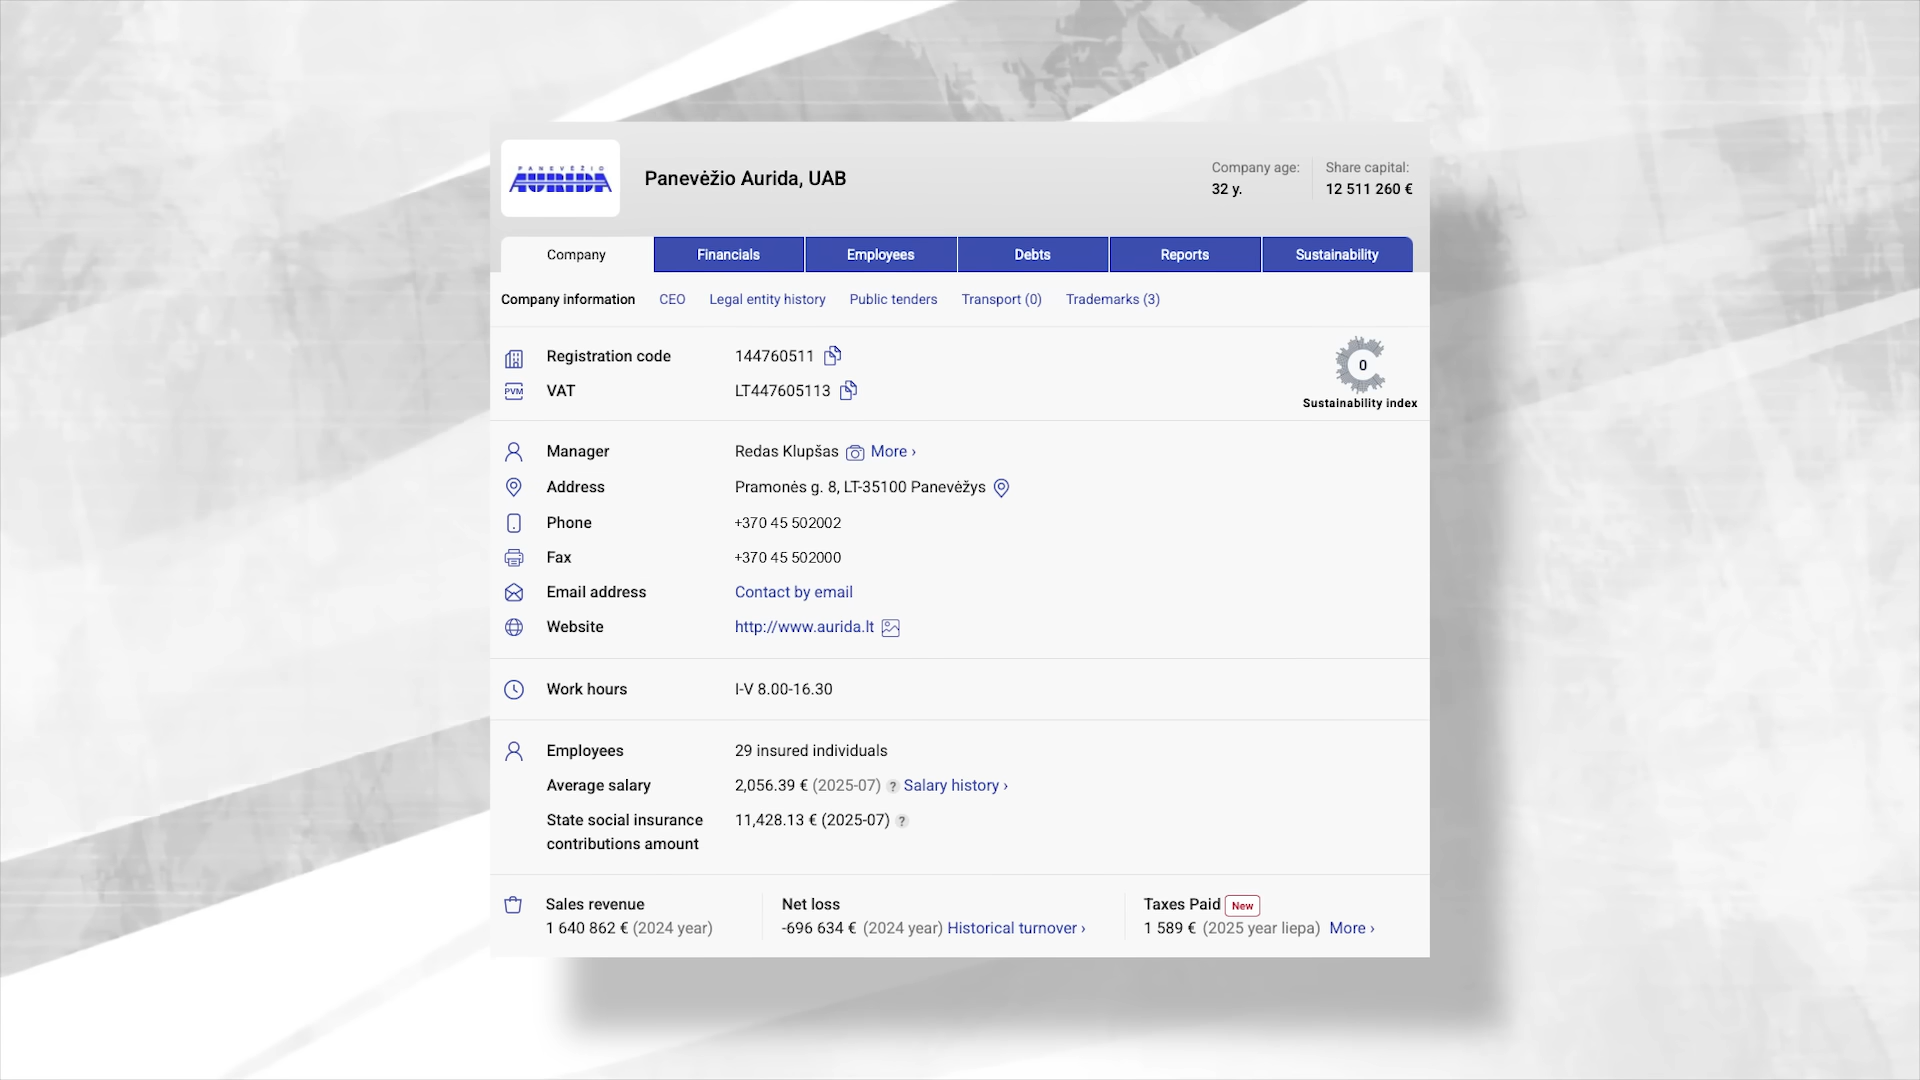 PANEVĖŽIO
AURIDA
Panevėžio Aurida, UAB
Company age:
32 y.
Share capital:
12 511 260 €
Company
Financials
Employees
Debts
Reports
Sustainability
Company information
CEO
Legal entity history
Public tenders
Transport (0)
Trademarks (3)
Registration code
144760511
PVM
VAT
LT447605113
0
Sustainability index
Manager
Redas Klupšas
More ›
Address
Pramonės g. 8, LT-35100 Panevėžys
Phone
+370 45 502002
Fax
+370 45 502000
Email address
Contact by email
Website
http://www.aurida.lt
Work hours
I-V 8.00-16.30
Employees
29 insured individuals
Average salary
2,056.39 € (2025-07) ? Salary history ›
State social insurance
contributions amount
11,428.13 € (2025-07) ?
Sales revenue
1 640 862 € (2024 year)
Net loss
-696 634 € (2024 year) Historical turnover ›
Taxes Paid New
1 589 € (2025 year liepa) More ›